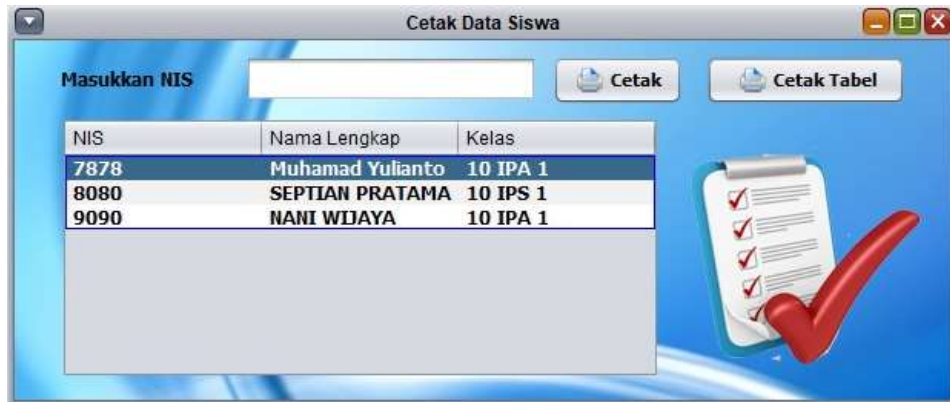 Cetak Data Siswa
Masukkan NIS Cetak Cetak Tabel
NIS Nama Lengkap Kelas
7878 Muhamad Yulianto 10 IPA 1
8080 SEPTIAN PRATAMA 10 IPS 1
9090 NANI WIJAYA 10 IPA 1